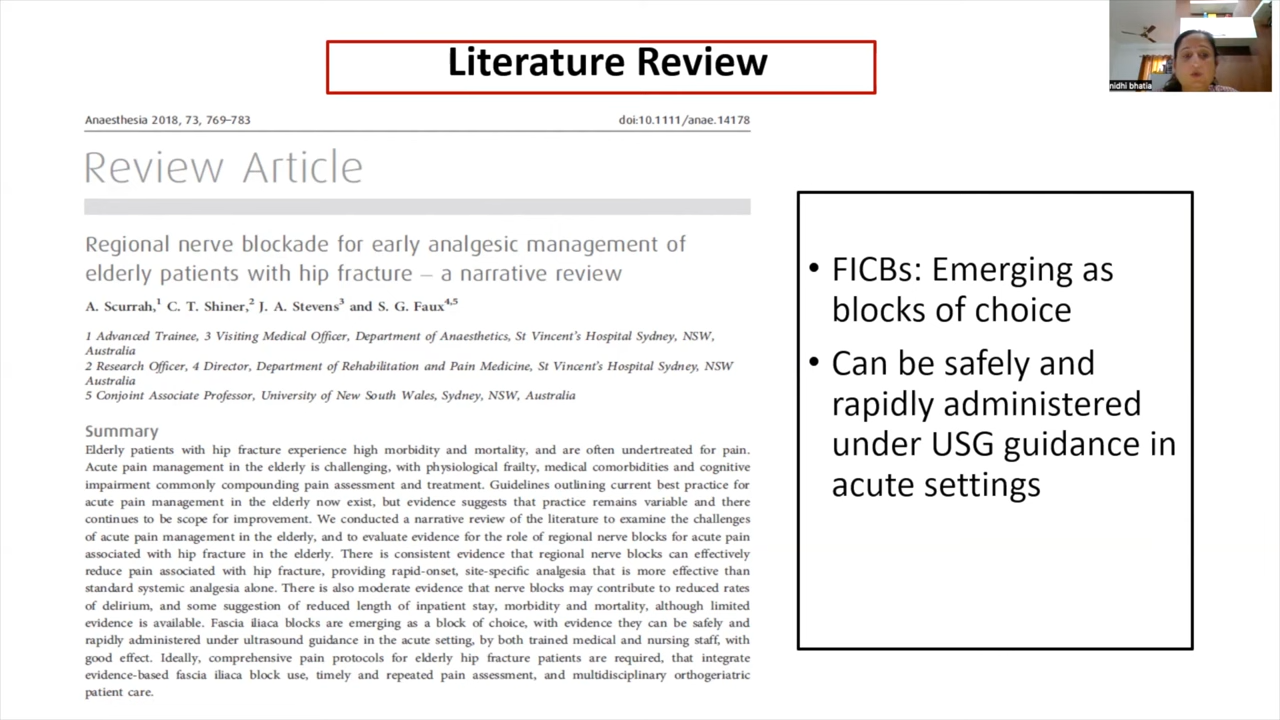 Literature Review
nidhi bhatia
Anaesthesia 2018, 73, 769–783
doi:10.1111/anae.14178
Review Article
Regional nerve blockade for early analgesic management of
elderly patients with hip fracture – a narrative review
A. Scurrah,1 C. T. Shiner,2 J. A. Stevens3 and S. G. Faux4,5
1 Advanced Trainee, 3 Visiting Medical Officer, Department of Anaesthetics, St Vincent's Hospital Sydney, NSW,
Australia
2 Research Officer, 4 Director, Department of Rehabilitation and Pain Medicine, St Vincent's Hospital Sydney, NSW
Australia
5 Conjoint Associate Professor, University of New South Wales, Sydney, NSW, Australia
Summary
Elderly patients with hip fracture experience high morbidity and mortality, and are often undertreated for pain.
Acute pain management in the elderly is challenging, with physiological frailty, medical comorbidities and cognitive
impairment commonly compounding pain assessment and treatment. Guidelines outlining current best practice for
acute pain management in the elderly now exist, but evidence suggests that practice remains variable and there
continues to be scope for improvement. We conducted a narrative review of the literature to examine the challenges
of acute pain management in the elderly, and to evaluate evidence for the role of regional nerve blocks for acute pain
associated with hip fracture in the elderly. There is consistent evidence that regional nerve blocks can effectively
reduce pain associated with hip fracture, providing rapid-onset, site-specific analgesia that is more effective than
standard systemic analgesia alone. There is also moderate evidence that nerve blocks may contribute to reduced rates
of delirium, and some suggestion of reduced length of inpatient stay, morbidity and mortality, although limited
evidence is available. Fascia iliaca blocks are emerging as a block of choice, with evidence they can be safely and
rapidly administered under ultrasound guidance in the acute setting, by both trained medical and nursing staff, with
good effect. Ideally, comprehensive pain protocols for elderly hip fracture patients are required, that integrate
evidence-based fascia iliaca block use, timely and repeated pain assessment, and multidisciplinary orthogeriatric
patient care.
• FICBs: Emerging as
blocks of choice
• Can be safely and
rapidly administered
under USG guidance in
acute settings